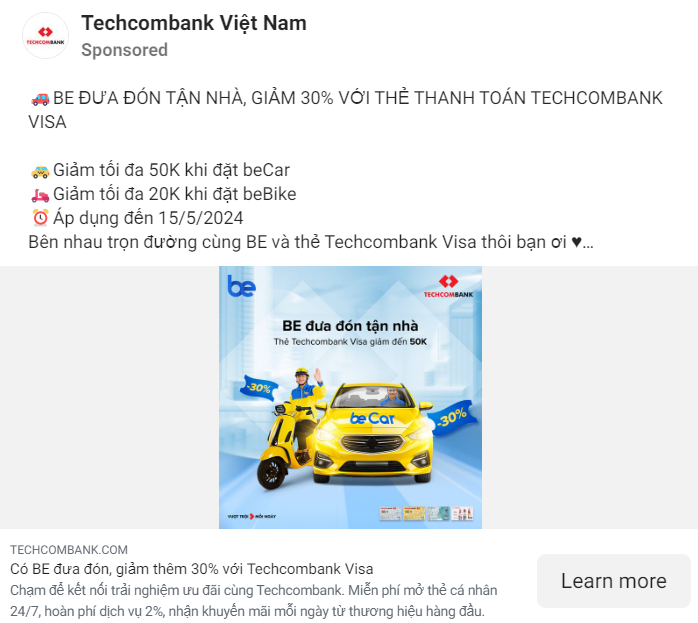 TECHCOMBANK
Techcombank Việt Nam
Sponsored
🚗BE ĐƯA ĐÓN TẬN NHÀ, GIẢM 30% VỚI THẺ THANH TOÁN TECHCOMBANK
VISA
🚕Giảm tối đa 50K khi đặt beCar
🛵Giảm tối đa 20K khi đặt beBike
⏰Áp dụng đến 15/5/2024
Bên nhau trọn đường cùng BE và thẻ Techcombank Visa thôi bạn ơi ♥...
be
TECHCOMBANK
BE đưa đón tận nhà
Thẻ Techcombank Visa giảm đến 50K
-30%
beCar
-30%
VƯỢT TRỘI MỖI NGÀY
TECHCOMBANK.COM
Có BE đưa đón, giảm thêm 30% với Techcombank Visa
Chạm để kết nối trải nghiệm ưu đãi cùng Techcombank. Miễn phí mở thẻ cá nhân
24/7, hoàn phí dịch vụ 2%, nhận khuyến mãi mỗi ngày từ thương hiệu hàng đầu.
Learn more